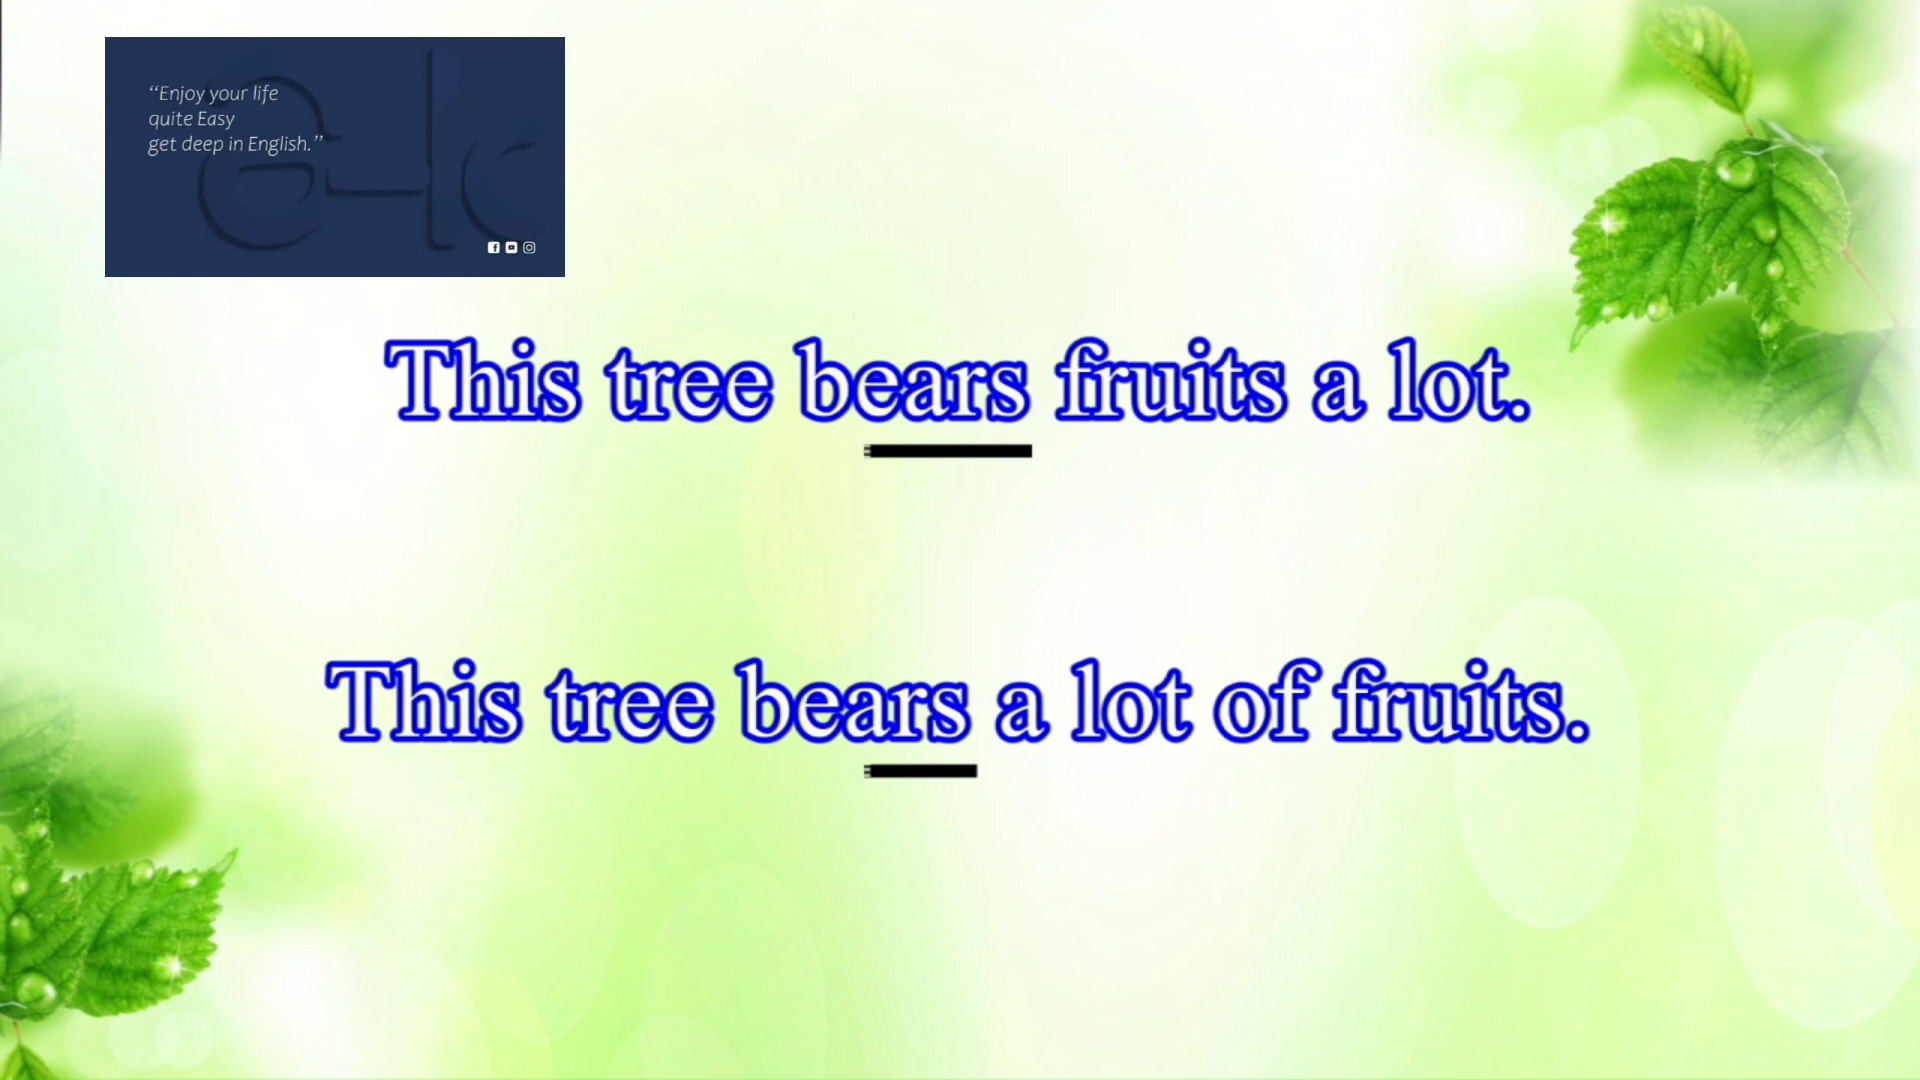 “Enjoy your life
quite Easy
get deep in English.”
This tree bears fruits a lot.
This tree bears a lot of fruits.